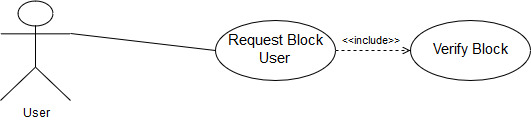 Request Block
User
<<include>>
Verify Block
User